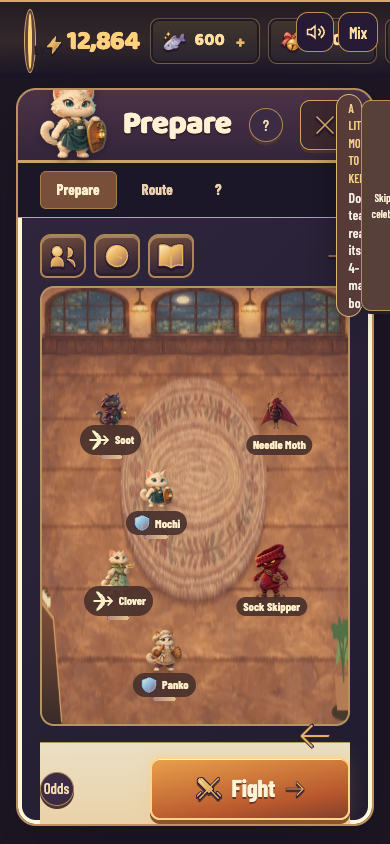 12,864
600 +
Mix
Prepare
?
A
LIT
MO
TO
KE
Do
tea
rea
its
4-
ma
bo
Skip
celeb
Prepare
Route
?
Soot
Needle Moth
Mochi
Clover
Sock Skipper
Panko
Odds
Fight